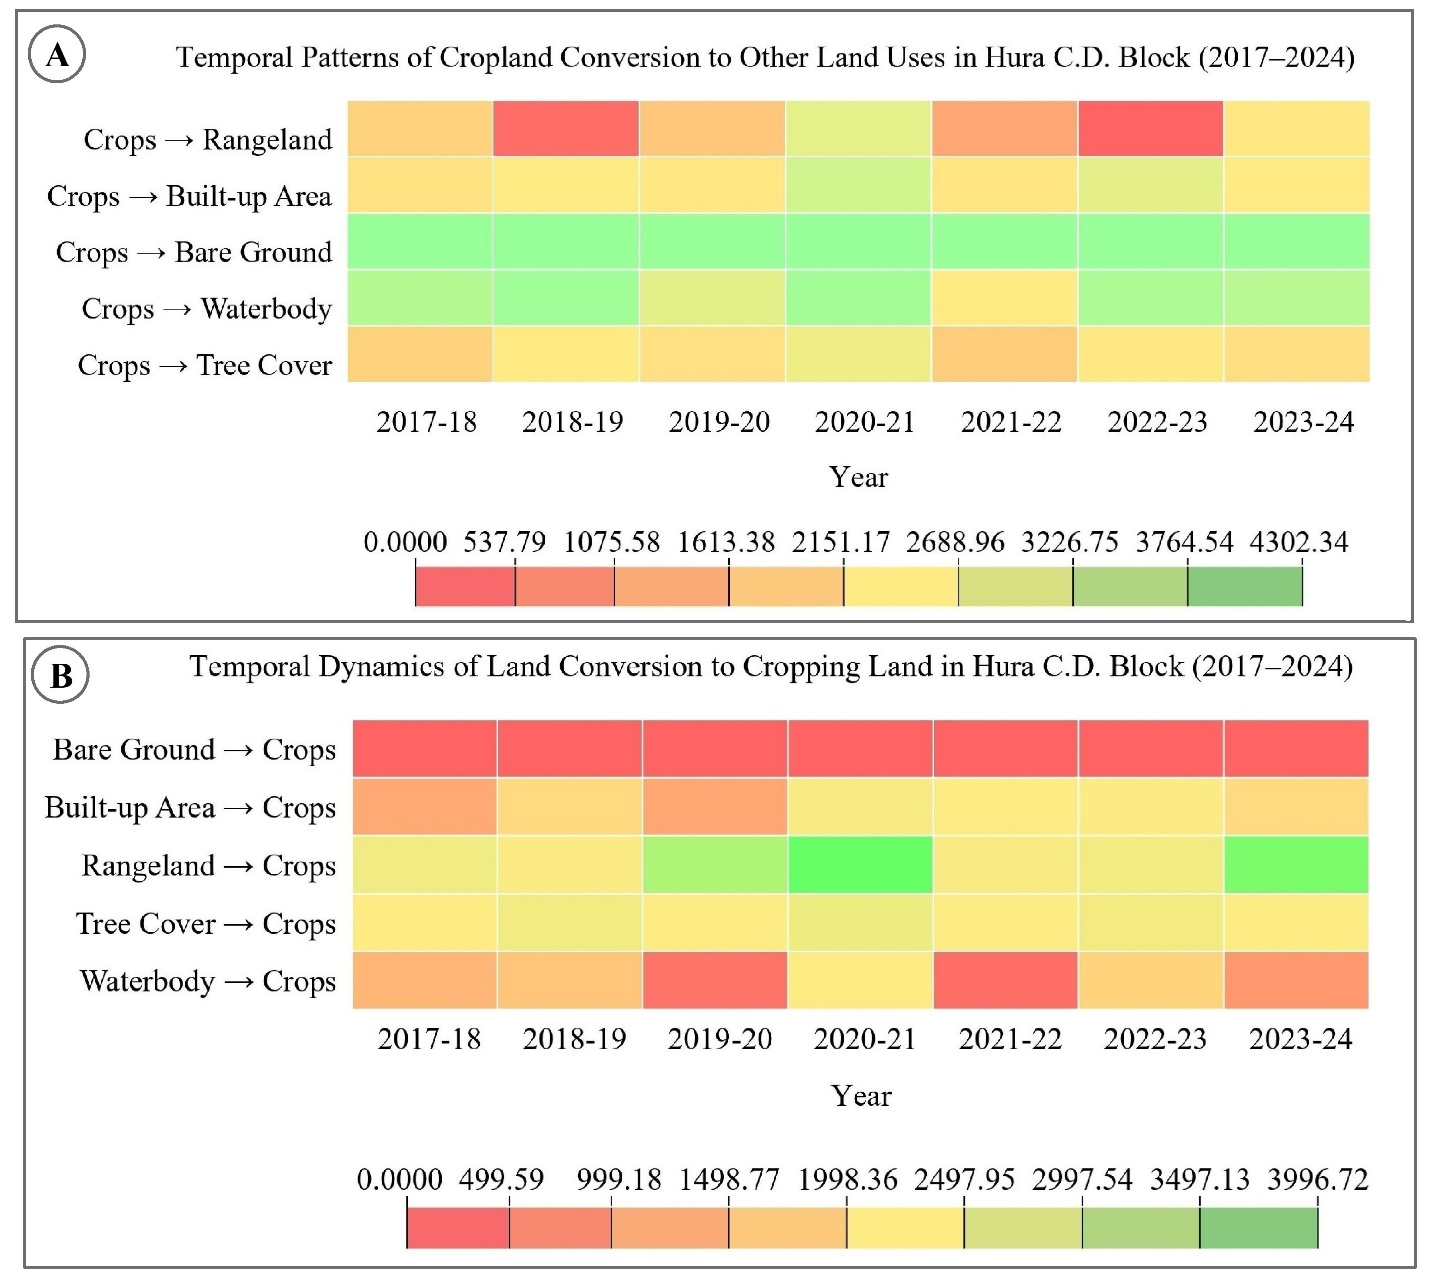 A
Temporal Patterns of Cropland Conversion to Other Land Uses in Hura C.D. Block (2017–2024)
Crops → Rangeland
Crops → Built-up Area
Crops → Bare Ground
Crops → Waterbody
Crops → Tree Cover
2017-18 2018-19 2019-20 2020-21 2021-22 2022-23 2023-24
Year
0.0000 537.79 1075.58 1613.38 2151.17 2688.96 3226.75 3764.54 4302.34
B
Temporal Dynamics of Land Conversion to Cropping Land in Hura C.D. Block (2017–2024)
Bare Ground → Crops
Built-up Area → Crops
Rangeland → Crops
Tree Cover → Crops
Waterbody → Crops
2017-18 2018-19 2019-20 2020-21 2021-22 2022-23 2023-24
Year
0.0000 499.59 999.18 1498.77 1998.36 2497.95 2997.54 3497.13 3996.72